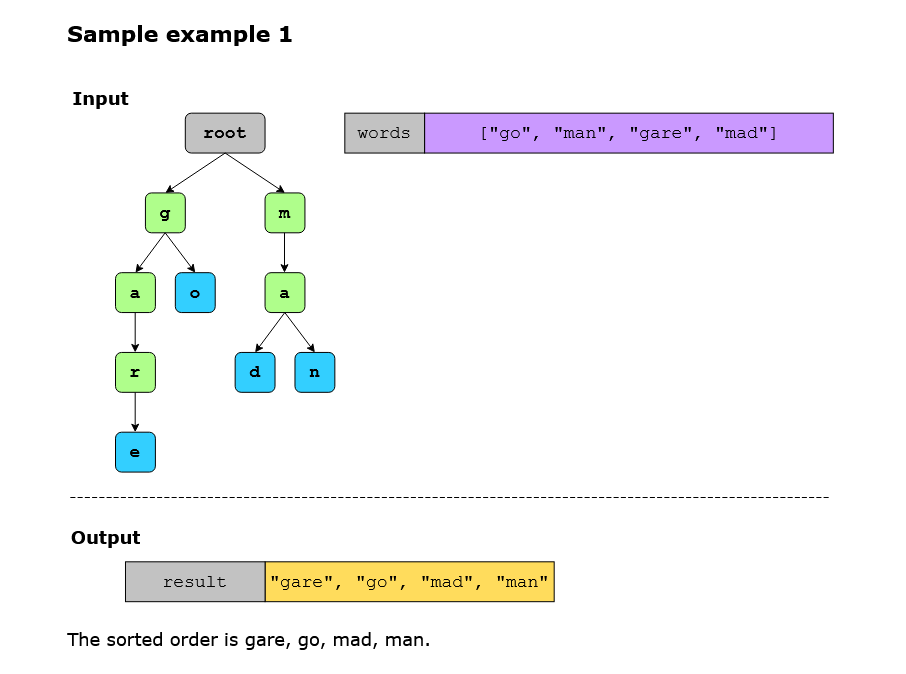 Sample example 1
Input
root
words ["go", "man", "gare", "mad"]
g m
a o a
r d n
e
Output
result "gare", "go", "mad", "man"
The sorted order is gare, go, mad, man.